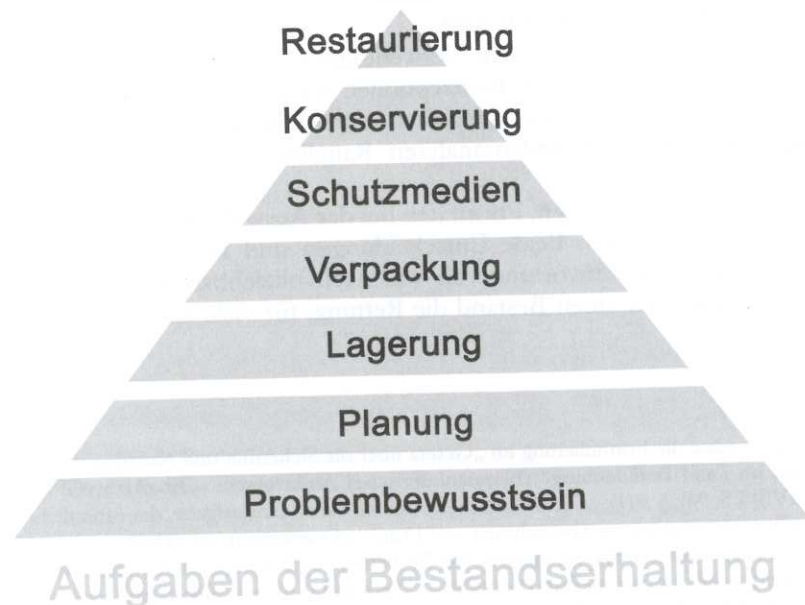 Restaurierung
Konservierung
Schutzmedien
Verpackung
Lagerung
Planung
Problembewusstsein
Aufgaben der Bestandserhaltung